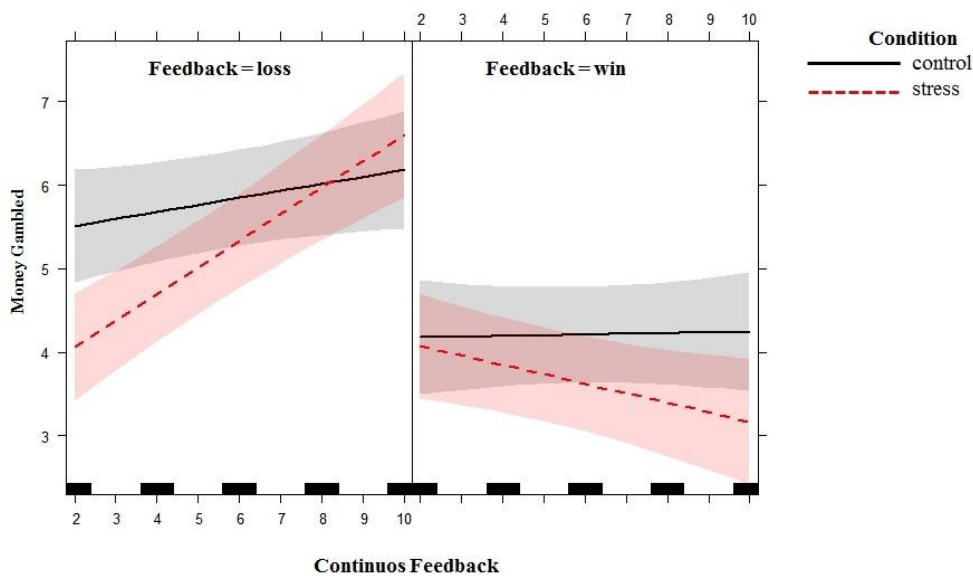 2 3 4 5 6 7 8 9 10
Condition
control
stress
Feedback = loss
Feedback = win
7
6
5
4
3
Money Gambled
2 3 4 5 6 7 8 9 10
Continuos Feedback